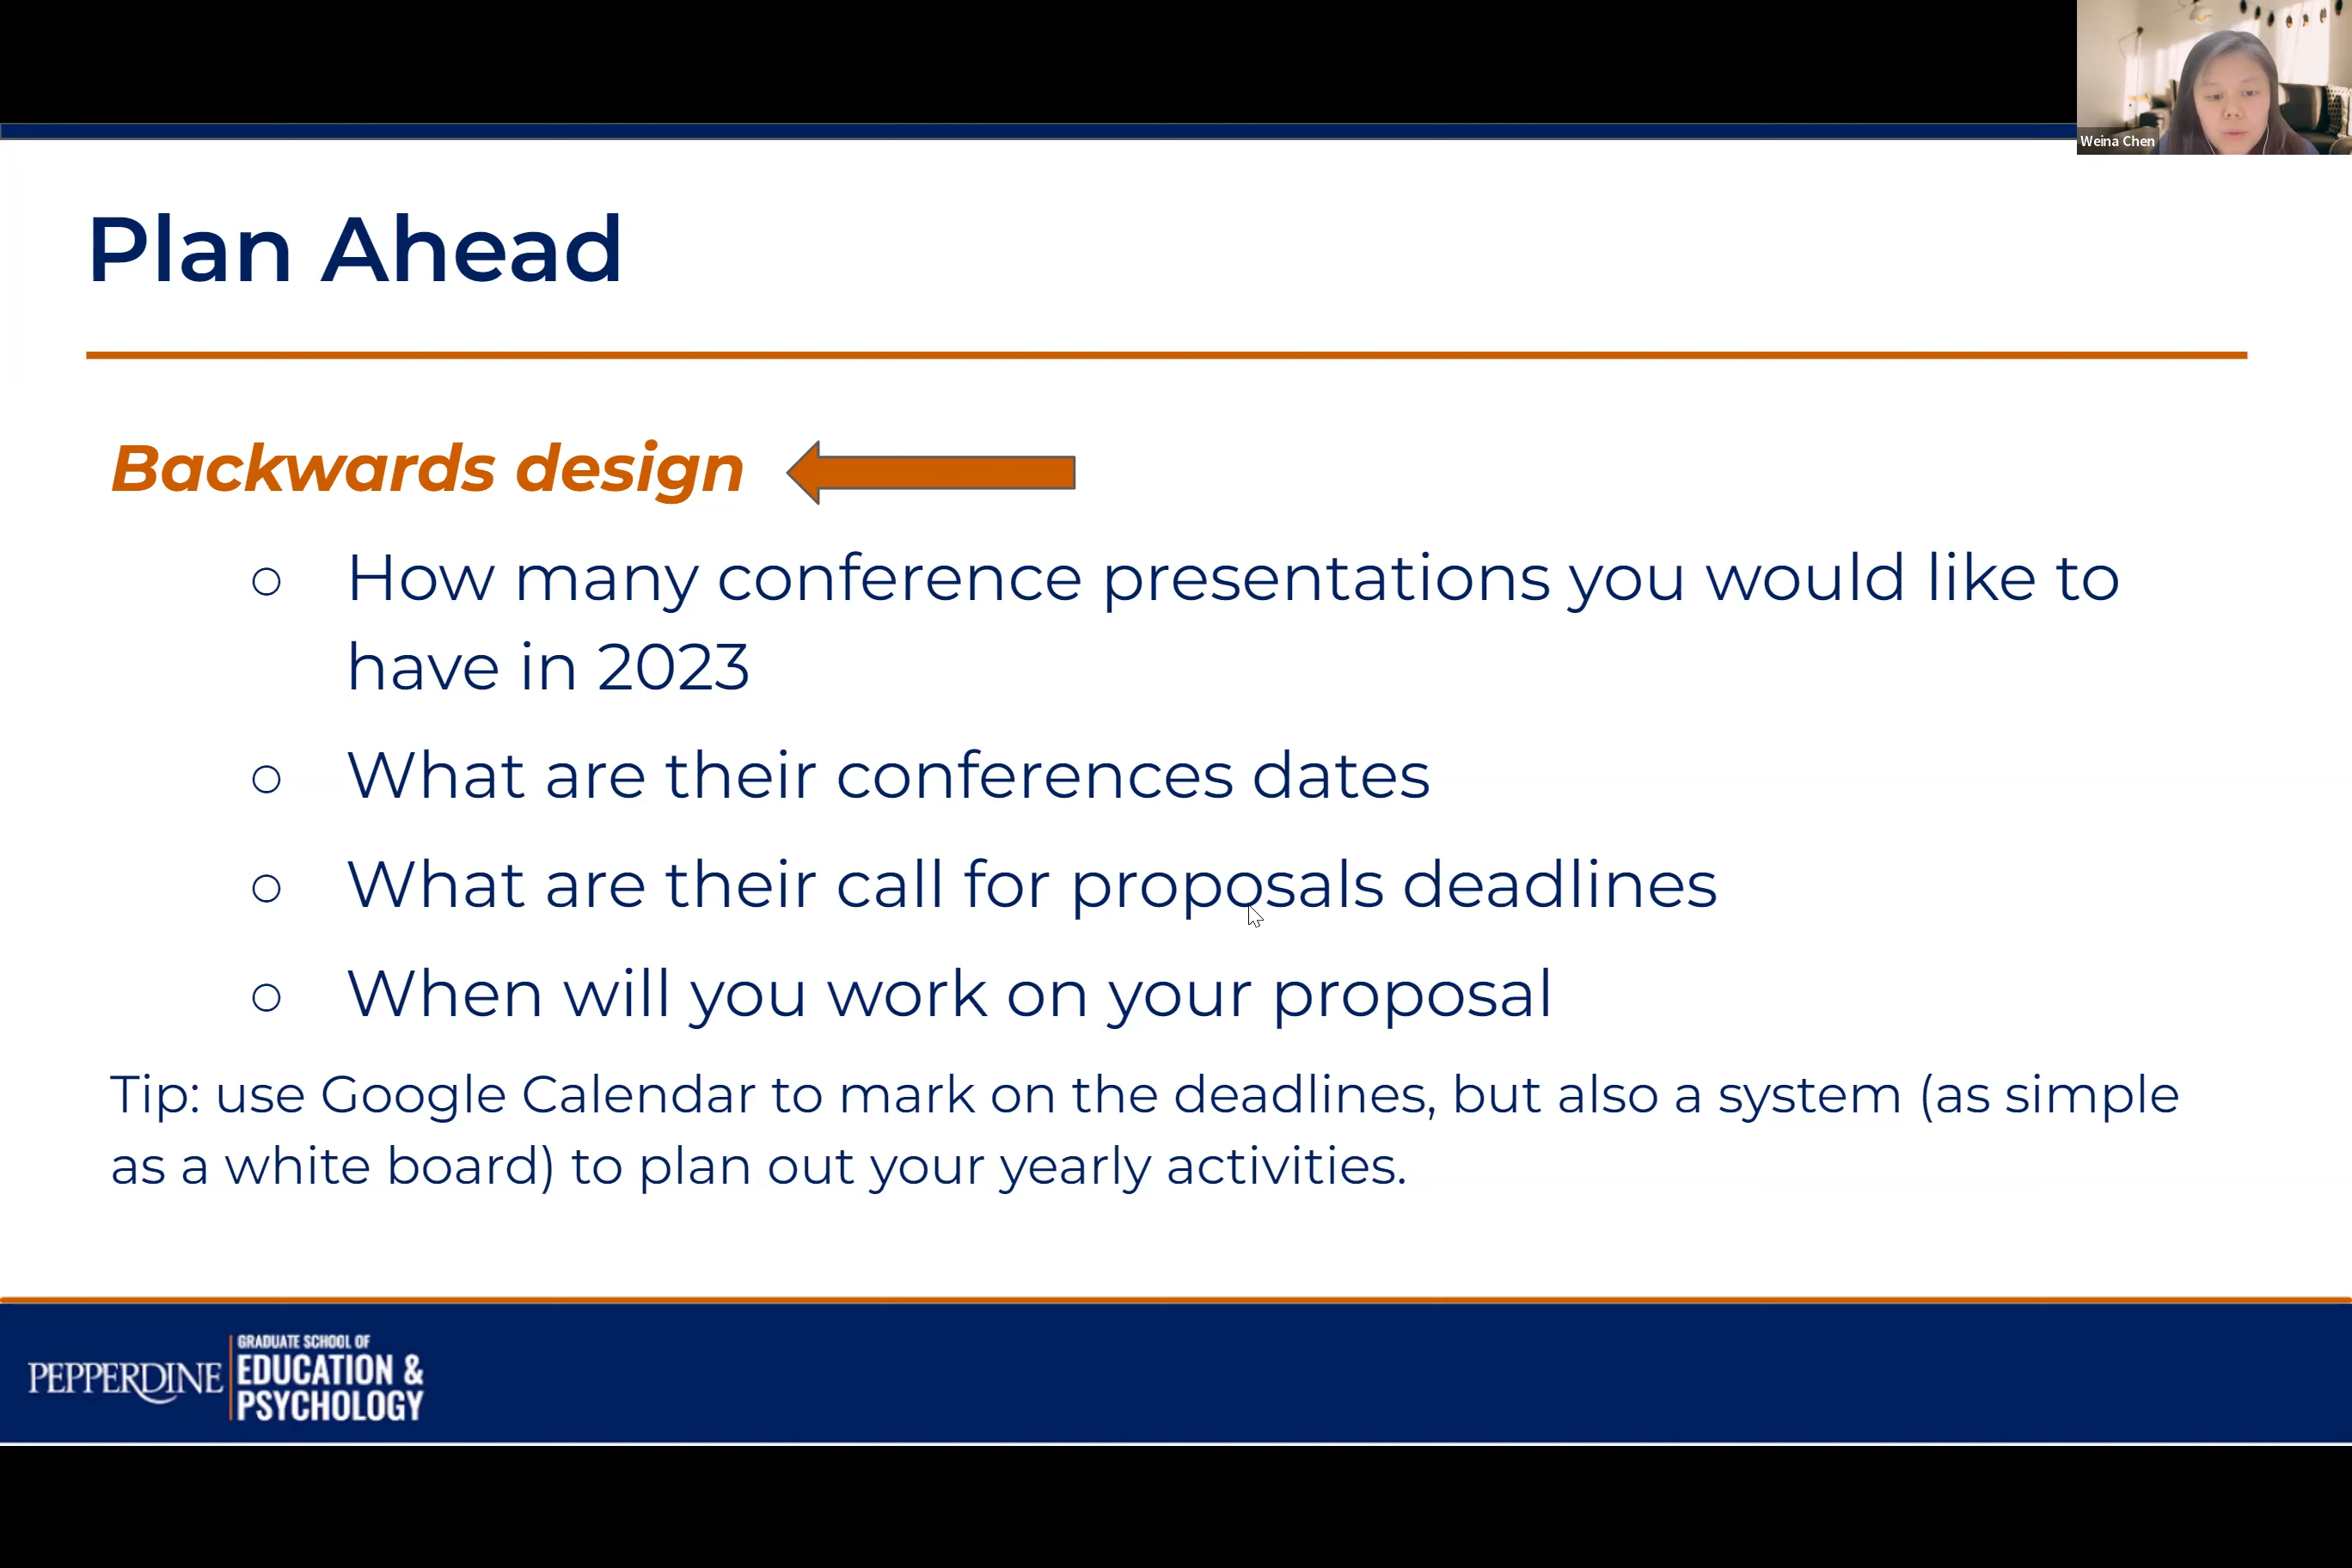 Weina Chen
Plan Ahead
Backwards design
○ How many conference presentations you would like to
have in 2023
○ What are their conferences dates
○ What are their call for proposals deadlines
○ When will you work on your proposal
Tip: use Google Calendar to mark on the deadlines, but also a system (as simple
as a white board) to plan out your yearly activities.
PEPPERDINE
GRADUATE SCHOOL OF
EDUCATION &
PSYCHOLOGY